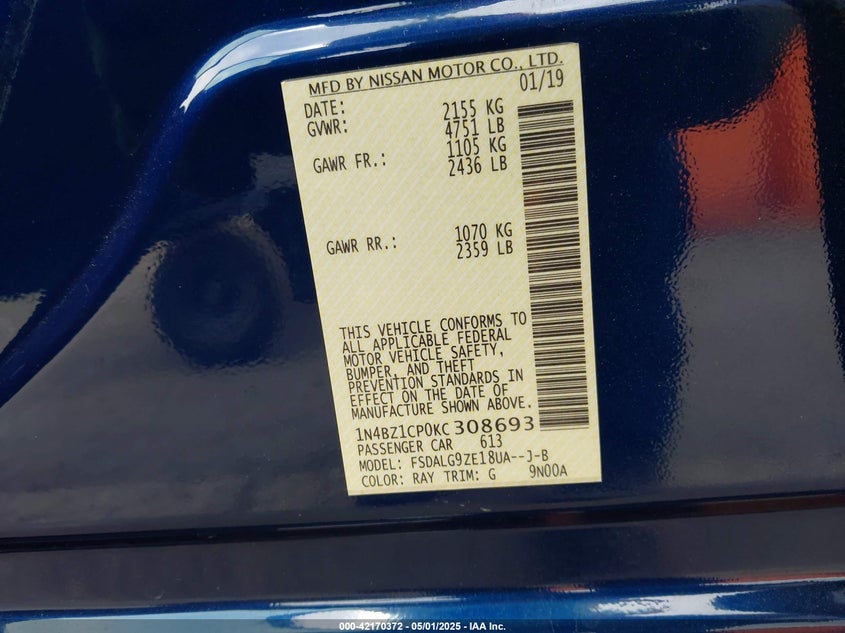 MFD BY NISSAN MOTOR CO., LTD.
DATE: 01/19
GVWR: 2155 KG
4751 LB
GAWR FR.: 1105 KG
2436 LB
GAWR RR.: 1070 KG
2359 LB
THIS VEHICLE CONFORMS TO
ALL APPLICABLE FEDERAL
MOTOR VEHICLE SAFETY,
BUMPER, AND THEFT
PREVENTION STANDARDS IN
EFFECT ON THE DATE OF
MANUFACTURE SHOWN ABOVE.
1N4BZ1CP0KC308693
PASSENGER CAR 613
MODEL: FSDALG9ZE18UA--J-B
COLOR: RAY TRIM: G 9N00A
000-42170372 - 05/01/2025 - IAA Inc.